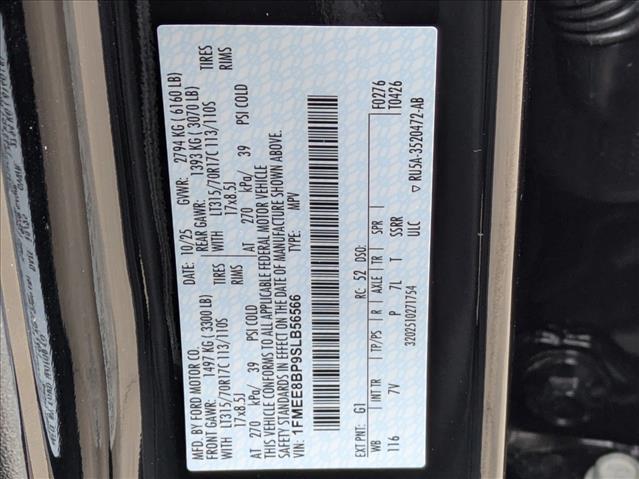 MFD. BY FORD MOTOR CO.
DATE: 10/25
GVWR: 2794 KG ( 6160 LB)
FRONT GAWR: 1497 KG ( 3300 LB)
REAR GAWR: 1393 KG ( 3070 LB)
WITH LT315/70R17C 113/110S TIRES
WITH LT315/70R17C 113/110S TIRES
17x8.5J RIMS
17x8.5J RIMS
AT 270 kPa/ 39 PSI COLD
AT 270 kPa/ 39 PSI COLD
THIS VEHICLE CONFORMS TO ALL APPLICABLE FEDERAL MOTOR VEHICLE
SAFETY STANDARDS IN EFFECT ON THE DATE OF MANUFACTURE SHOWN ABOVE.
VIN: 1FMEE8BP9SLB56566
TYPE: MPV
F0276
T0426
EXT PNT: G1
RC: 52 DSO:
WB INT TR TP/PS R AXLE TR SPR
116 7V 7L T SSRR
3202510271754
ULC
▽ RU5A-3520472-AB